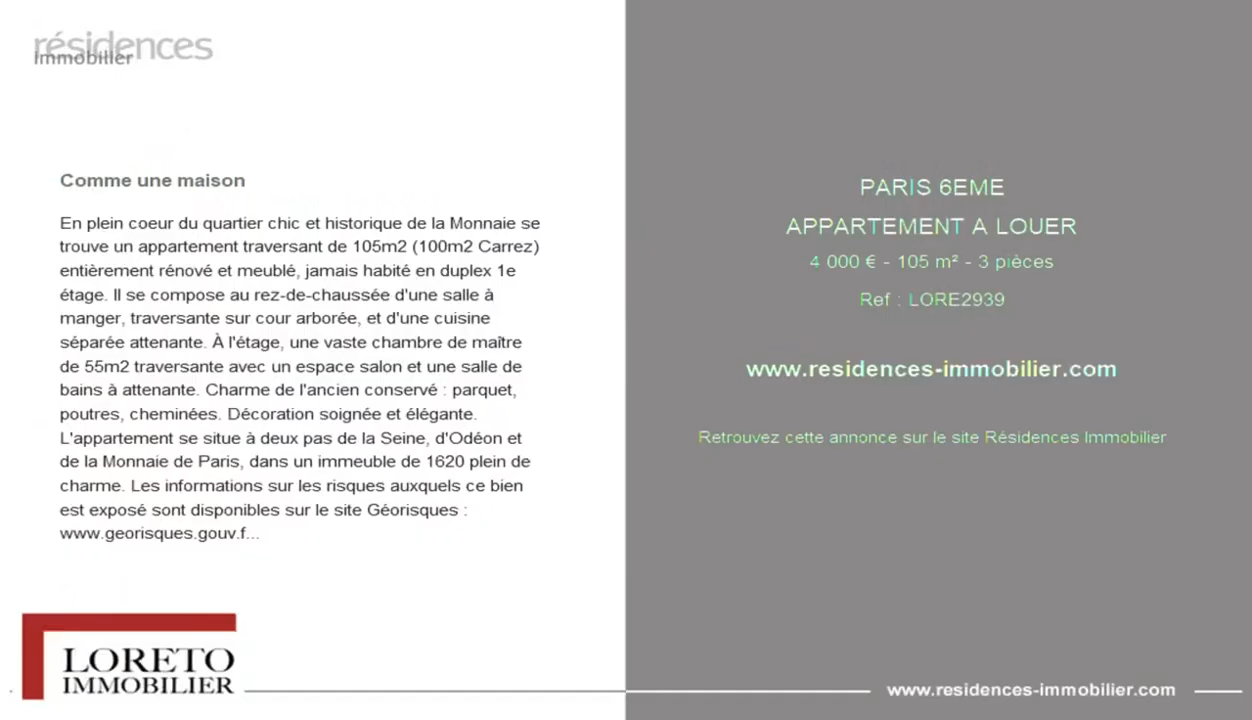 résidences
immobilier
Comme une maison
En plein coeur du quartier chic et historique de la Monnaie se
trouve un appartement traversant de 105m2 (100m2 Carrez)
entièrement rénové et meublé, jamais habité en duplex 1e
étage. Il se compose au rez-de-chaussée d'une salle à
manger, traversante sur cour arborée, et d'une cuisine
séparée attenante. À l'étage, une vaste chambre de maître
de 55m2 traversante avec un espace salon et une salle de
bains à attenante. Charme de l'ancien conservé : parquet,
poutres, cheminées. Décoration soignée et élégante.
L'appartement se situe à deux pas de la Seine, d'Odéon et
de la Monnaie de Paris, dans un immeuble de 1620 plein de
charme. Les informations sur les risques auxquels ce bien
est exposé sont disponibles sur le site Géorisques :
www.georisques.gouv.f...
LORETO
IMMOBILIER
PARIS 6EME
APPARTEMENT A LOUER
4 000 € - 105 m² - 3 pièces
Ref : LORE2939
www.residences-immobilier.com
Retrouvez cette annonce sur le site Résidences Immobilier
www.residences-immobilier.com